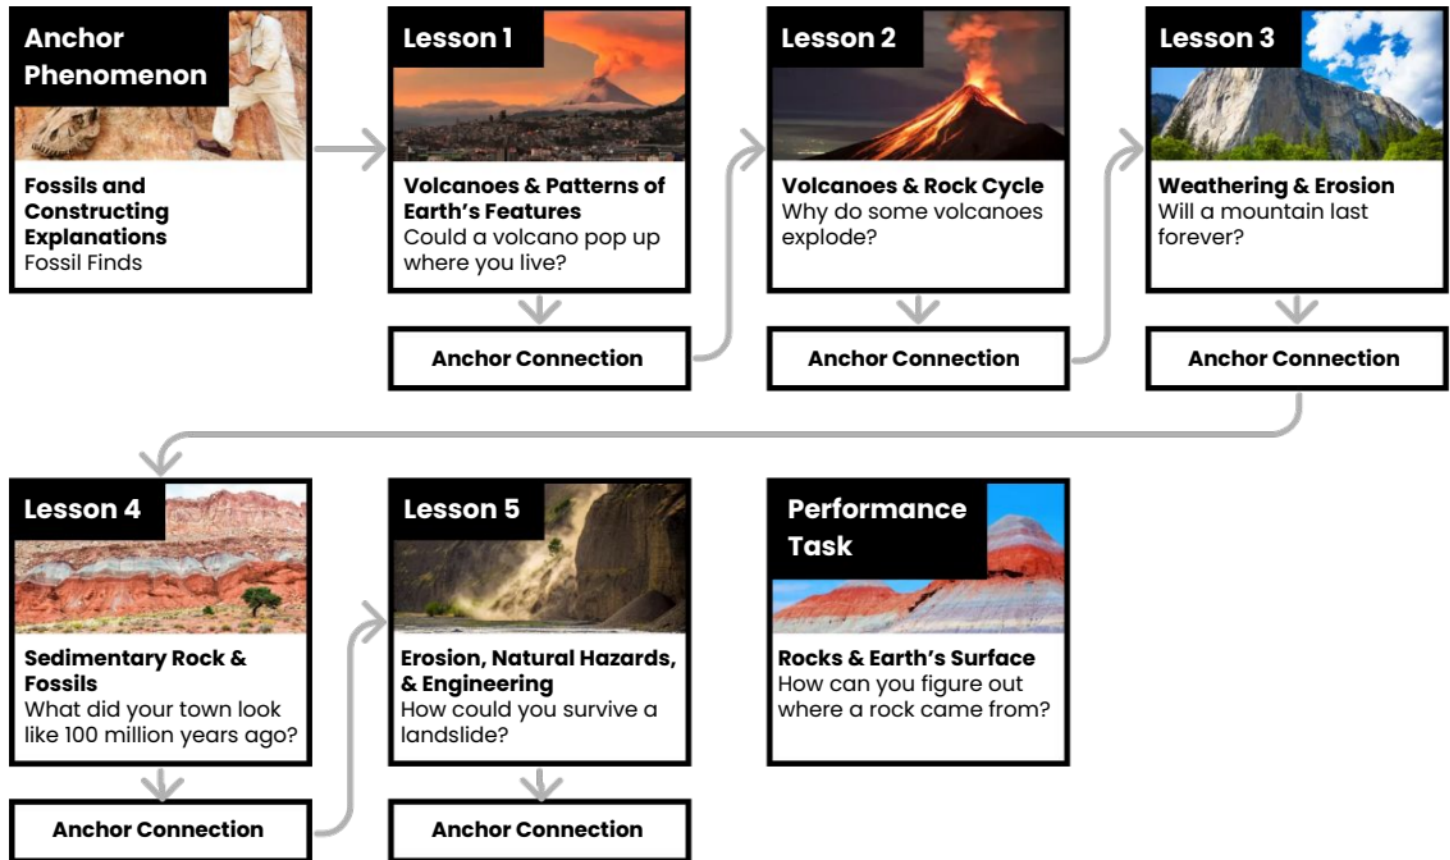 Anchor
Phenomenon
Fossils and
Constructing
Explanations
Fossil Finds
Lesson 1
Volcanoes & Patterns of
Earth's Features
Could a volcano pop up
where you live?
Anchor Connection
Lesson 2
Volcanoes & Rock Cycle
Why do some volcanoes
explode?
Anchor Connection
Lesson 3
Weathering & Erosion
Will a mountain last
forever?
Anchor Connection
Lesson 4
Sedimentary Rock &
Fossils
What did your town look
like 100 million years ago?
Anchor Connection
Lesson 5
Erosion, Natural Hazards,
& Engineering
How could you survive a
landslide?
Anchor Connection
Performance
Task
Rocks & Earth's Surface
How can you figure out
where a rock came from?